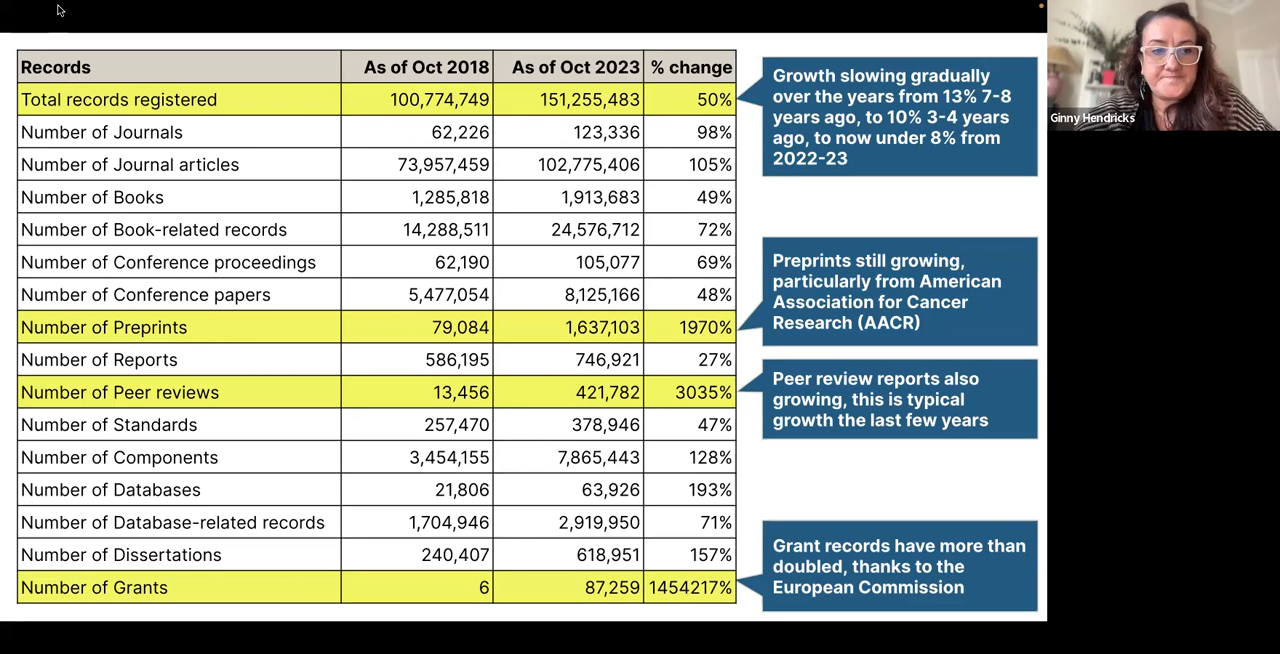 Records As of Oct 2018 As of Oct 2023 % change
Total records registered 100,774,749 151,255,483 50%
Number of Journals 62,226 123,336 98%
Number of Journal articles 73,957,459 102,775,406 105%
Number of Books 1,285,818 1,913,683 49%
Number of Book-related records 14,288,511 24,576,712 72%
Number of Conference proceedings 62,190 105,077 69%
Number of Conference papers 5,477,054 8,125,166 48%
Number of Preprints 79,084 1,637,103 1970%
Number of Reports 586,195 746,921 27%
Number of Peer reviews 13,456 421,782 3035%
Number of Standards 257,470 378,946 47%
Number of Components 3,454,155 7,865,443 128%
Number of Databases 21,806 63,926 193%
Number of Database-related records 1,704,946 2,919,950 71%
Number of Dissertations 240,407 618,951 157%
Number of Grants 6 87,259 1454217%
Growth slowing gradually
over the years from 13% 7-8
years ago, to 10% 3-4 years
ago, to now under 8% from
2022-23
Preprints still growing,
particularly from American
Association for Cancer
Research (AACR)
Peer review reports also
growing, this is typical
growth the last few years
Grant records have more than
doubled, thanks to the
European Commission
Ginny Hendricks